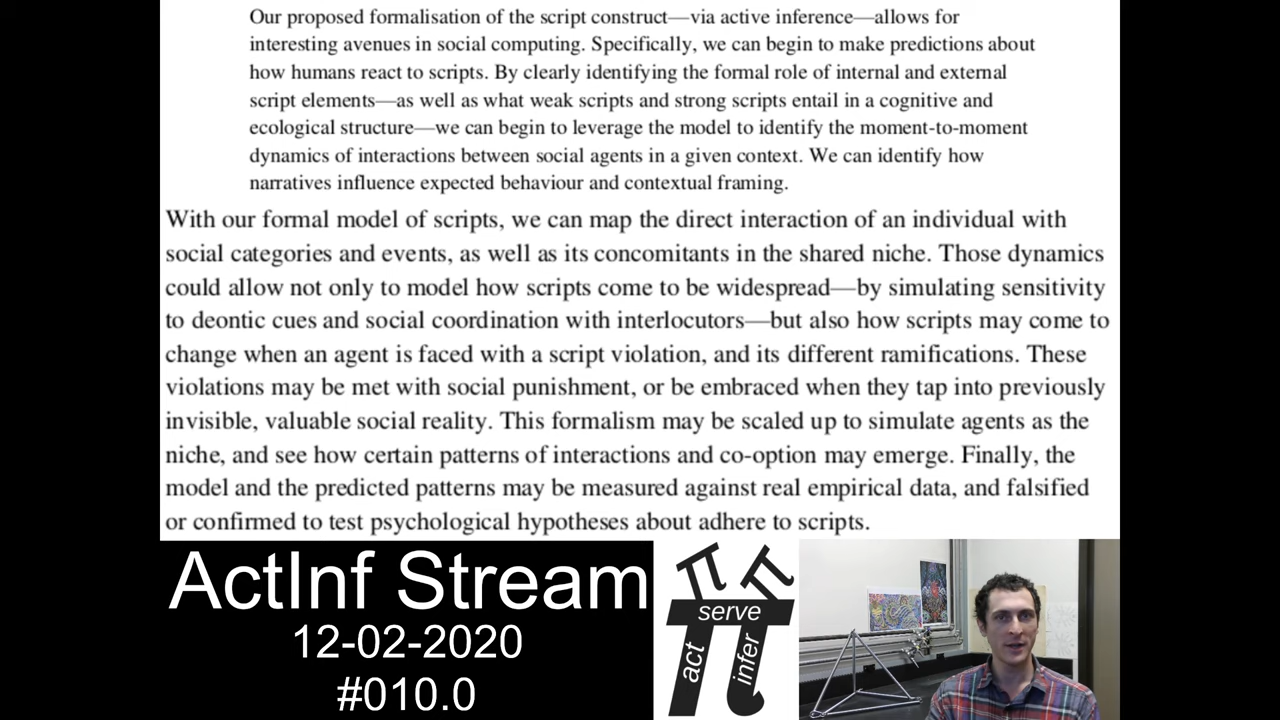 Our proposed formalisation of the script construct—via active inference—allows for
interesting avenues in social computing. Specifically, we can begin to make predictions about
how humans react to scripts. By clearly identifying the formal role of internal and external
script elements—as well as what weak scripts and strong scripts entail in a cognitive and
ecological structure—we can begin to leverage the model to identify the moment-to-moment
dynamics of interactions between social agents in a given context. We can identify how
narratives influence expected behaviour and contextual framing.
With our formal model of scripts, we can map the direct interaction of an individual with
social categories and events, as well as its concomitants in the shared niche. Those dynamics
could allow not only to model how scripts come to be widespread—by simulating sensitivity
to deontic cues and social coordination with interlocutors—but also how scripts may come to
change when an agent is faced with a script violation, and its different ramifications. These
violations may be met with social punishment, or be embraced when they tap into previously
invisible, valuable social reality. This formalism may be scaled up to simulate agents as the
niche, and see how certain patterns of interactions and co-option may emerge. Finally, the
model and the predicted patterns may be measured against real empirical data, and falsified
or confirmed to test psychological hypotheses about adhere to scripts.
ActInf Stream
12-02-2020
#010.0
π π
serve
π
act
infer